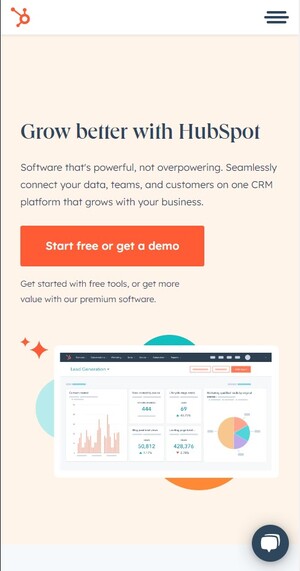 Grow better with HubSpot
Software that's powerful, not overpowering. Seamlessly
connect your data, teams, and customers on one CRM
platform that grows with your business.
Start free or get a demo
Get started with free tools, or get more
value with our premium software.
Lead Generation
444
69
50,812
428,376